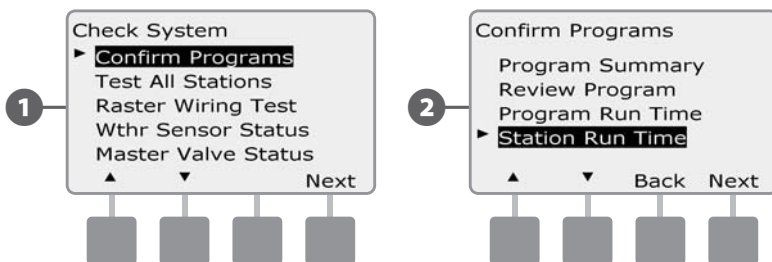 Check System
► Confirm Programs
Test All Stations
Raster Wiring Test
Wthr Sensor Status
Master Valve Status
▲ ▼ Next
1
Confirm Programs
Program Summary
Review Program
Program Run Time
► Station Run Time
▲ ▼ Back Next
2